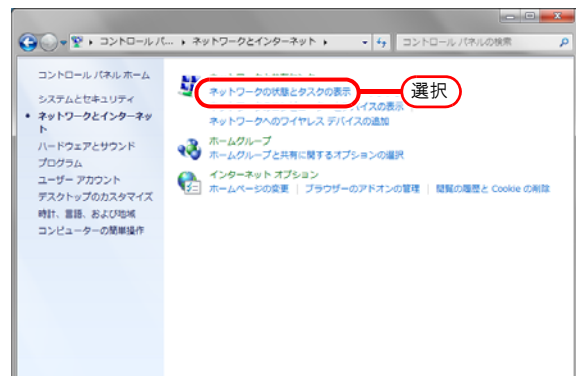 コントロール パ... ▸ ネットワークとインターネット ▸
コントロール パネルの検索
コントロール パネル ホーム
システムとセキュリティ
ネットワークとインターネッ
ト
ハードウェアとサウンド
プログラム
ユーザー アカウント
デスクトップのカスタマイズ
時計、言語、および地域
コンピューターの簡単操作
ネットワークの状態とタスクの表示
選択
デバイスの表示
ネットワークへのワイヤレス デバイスの追加
ホームグループ
ホームグループと共有に関するオプションの選択
インターネット オプション
ホームページの変更 | ブラウザーのアドオンの管理 | 閲覧の履歴と Cookie の削除